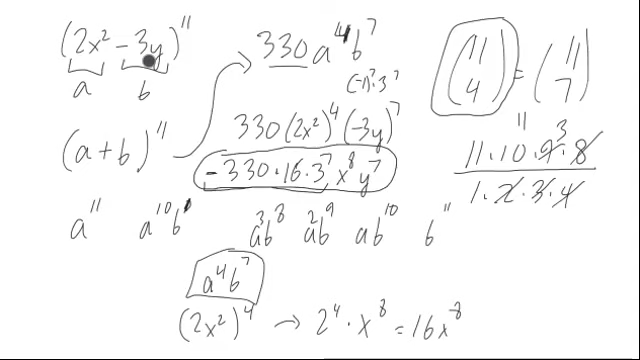 (2x² - 3y)¹¹
a b
(a + b)¹¹
330 a⁴b⁷
(-1)⁷·3⁷
330 (2x²)⁴ (-3y)⁷
- 330 · 16 · 3⁷ x⁸ y⁷
(11 4) = (11 7)
11 3
11 · 10 · 9 · 8
1 · 2 · 3 · 4
a¹¹ a¹⁰b¹ a³b⁸ a²b⁹ ab¹⁰ b¹¹
a⁴b⁷
(2x²)⁴ → 2⁴ · x⁸ = 16x⁸